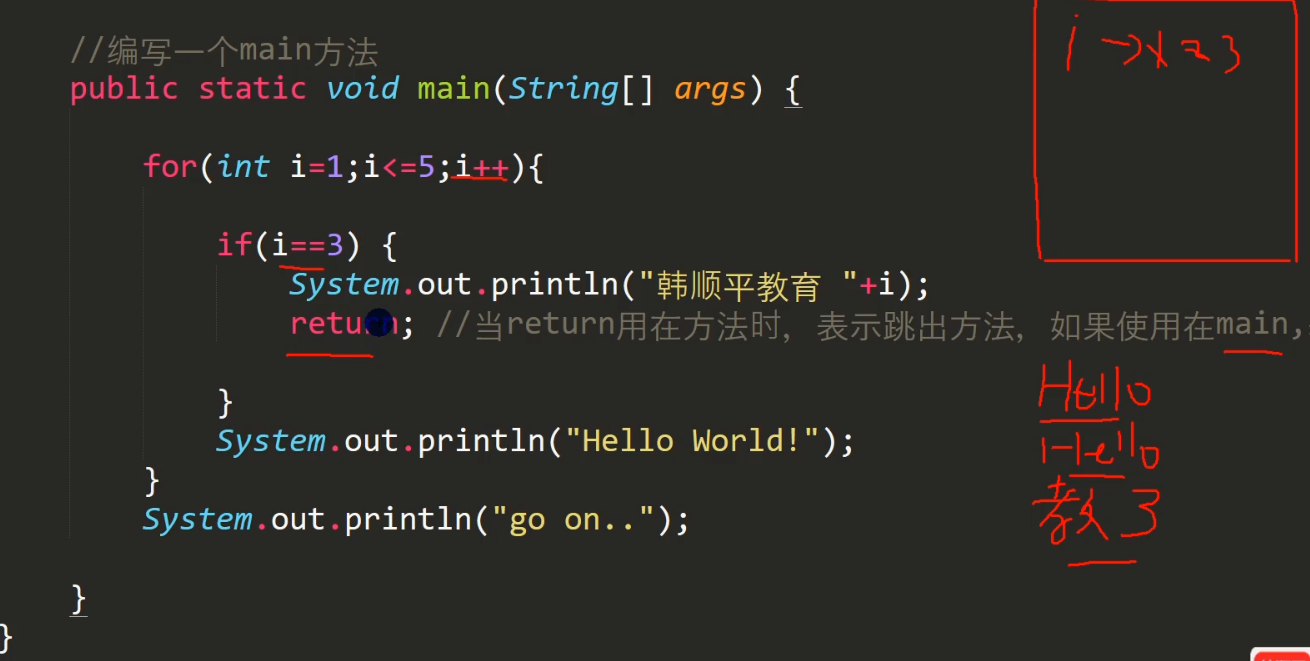 //编写一个main方法
public static void main(String[] args) {
for(int i=1;i<=5;i++){
if(i==3) {
System.out.println("韩顺平教育 "+i);
return; //当return用在方法时，表示跳出方法，如果使用在main，
}
System.out.println("Hello World!");
}
System.out.println("go on..");
}
}
i → 3
Hello
Hello
教 3